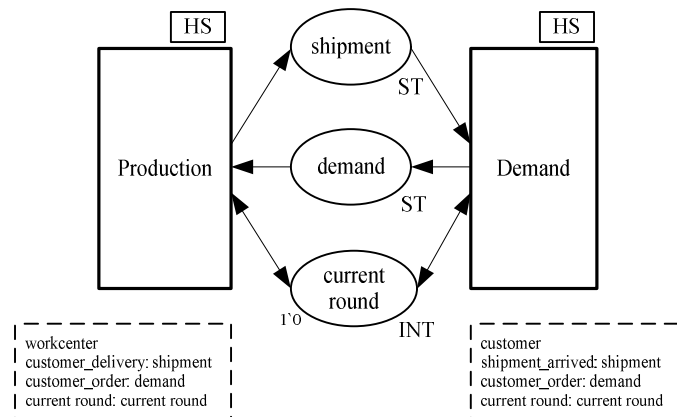 HS
HS
shipment
ST
Production
demand
Demand
ST
current
round
1`0
INT
workcenter
customer_delivery: shipment
customer_order: demand
current round: current round
customer
shipment_arrived: shipment
customer_order: demand
current round: current round